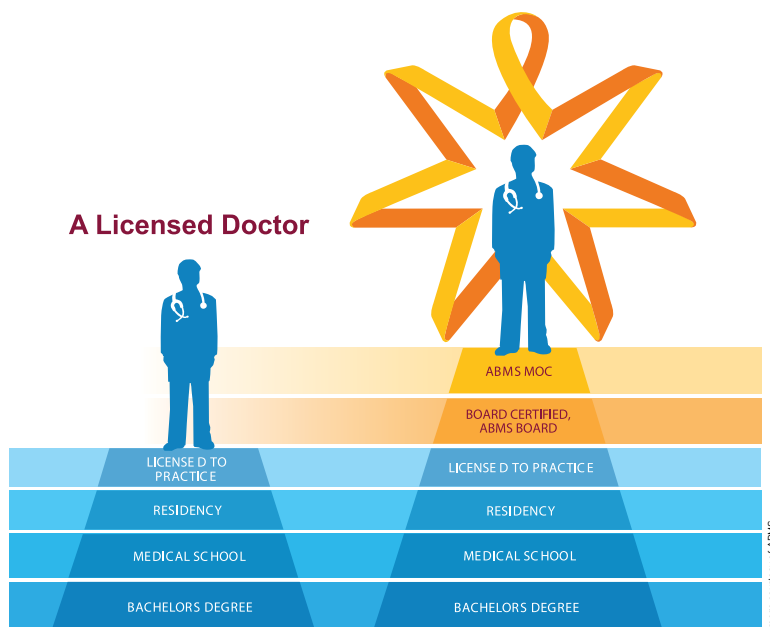 A Licensed Doctor
ABMS MOC
BOARD CERTIFIED,
ABMS BOARD
LICENSE D TO
PRACTICE
LICENSE D TO PRACTICE
RESIDENCY
RESIDENCY
MEDICAL SCHOOL
MEDICAL SCHOOL
BACHELORS DEGREE
BACHELORS DEGREE